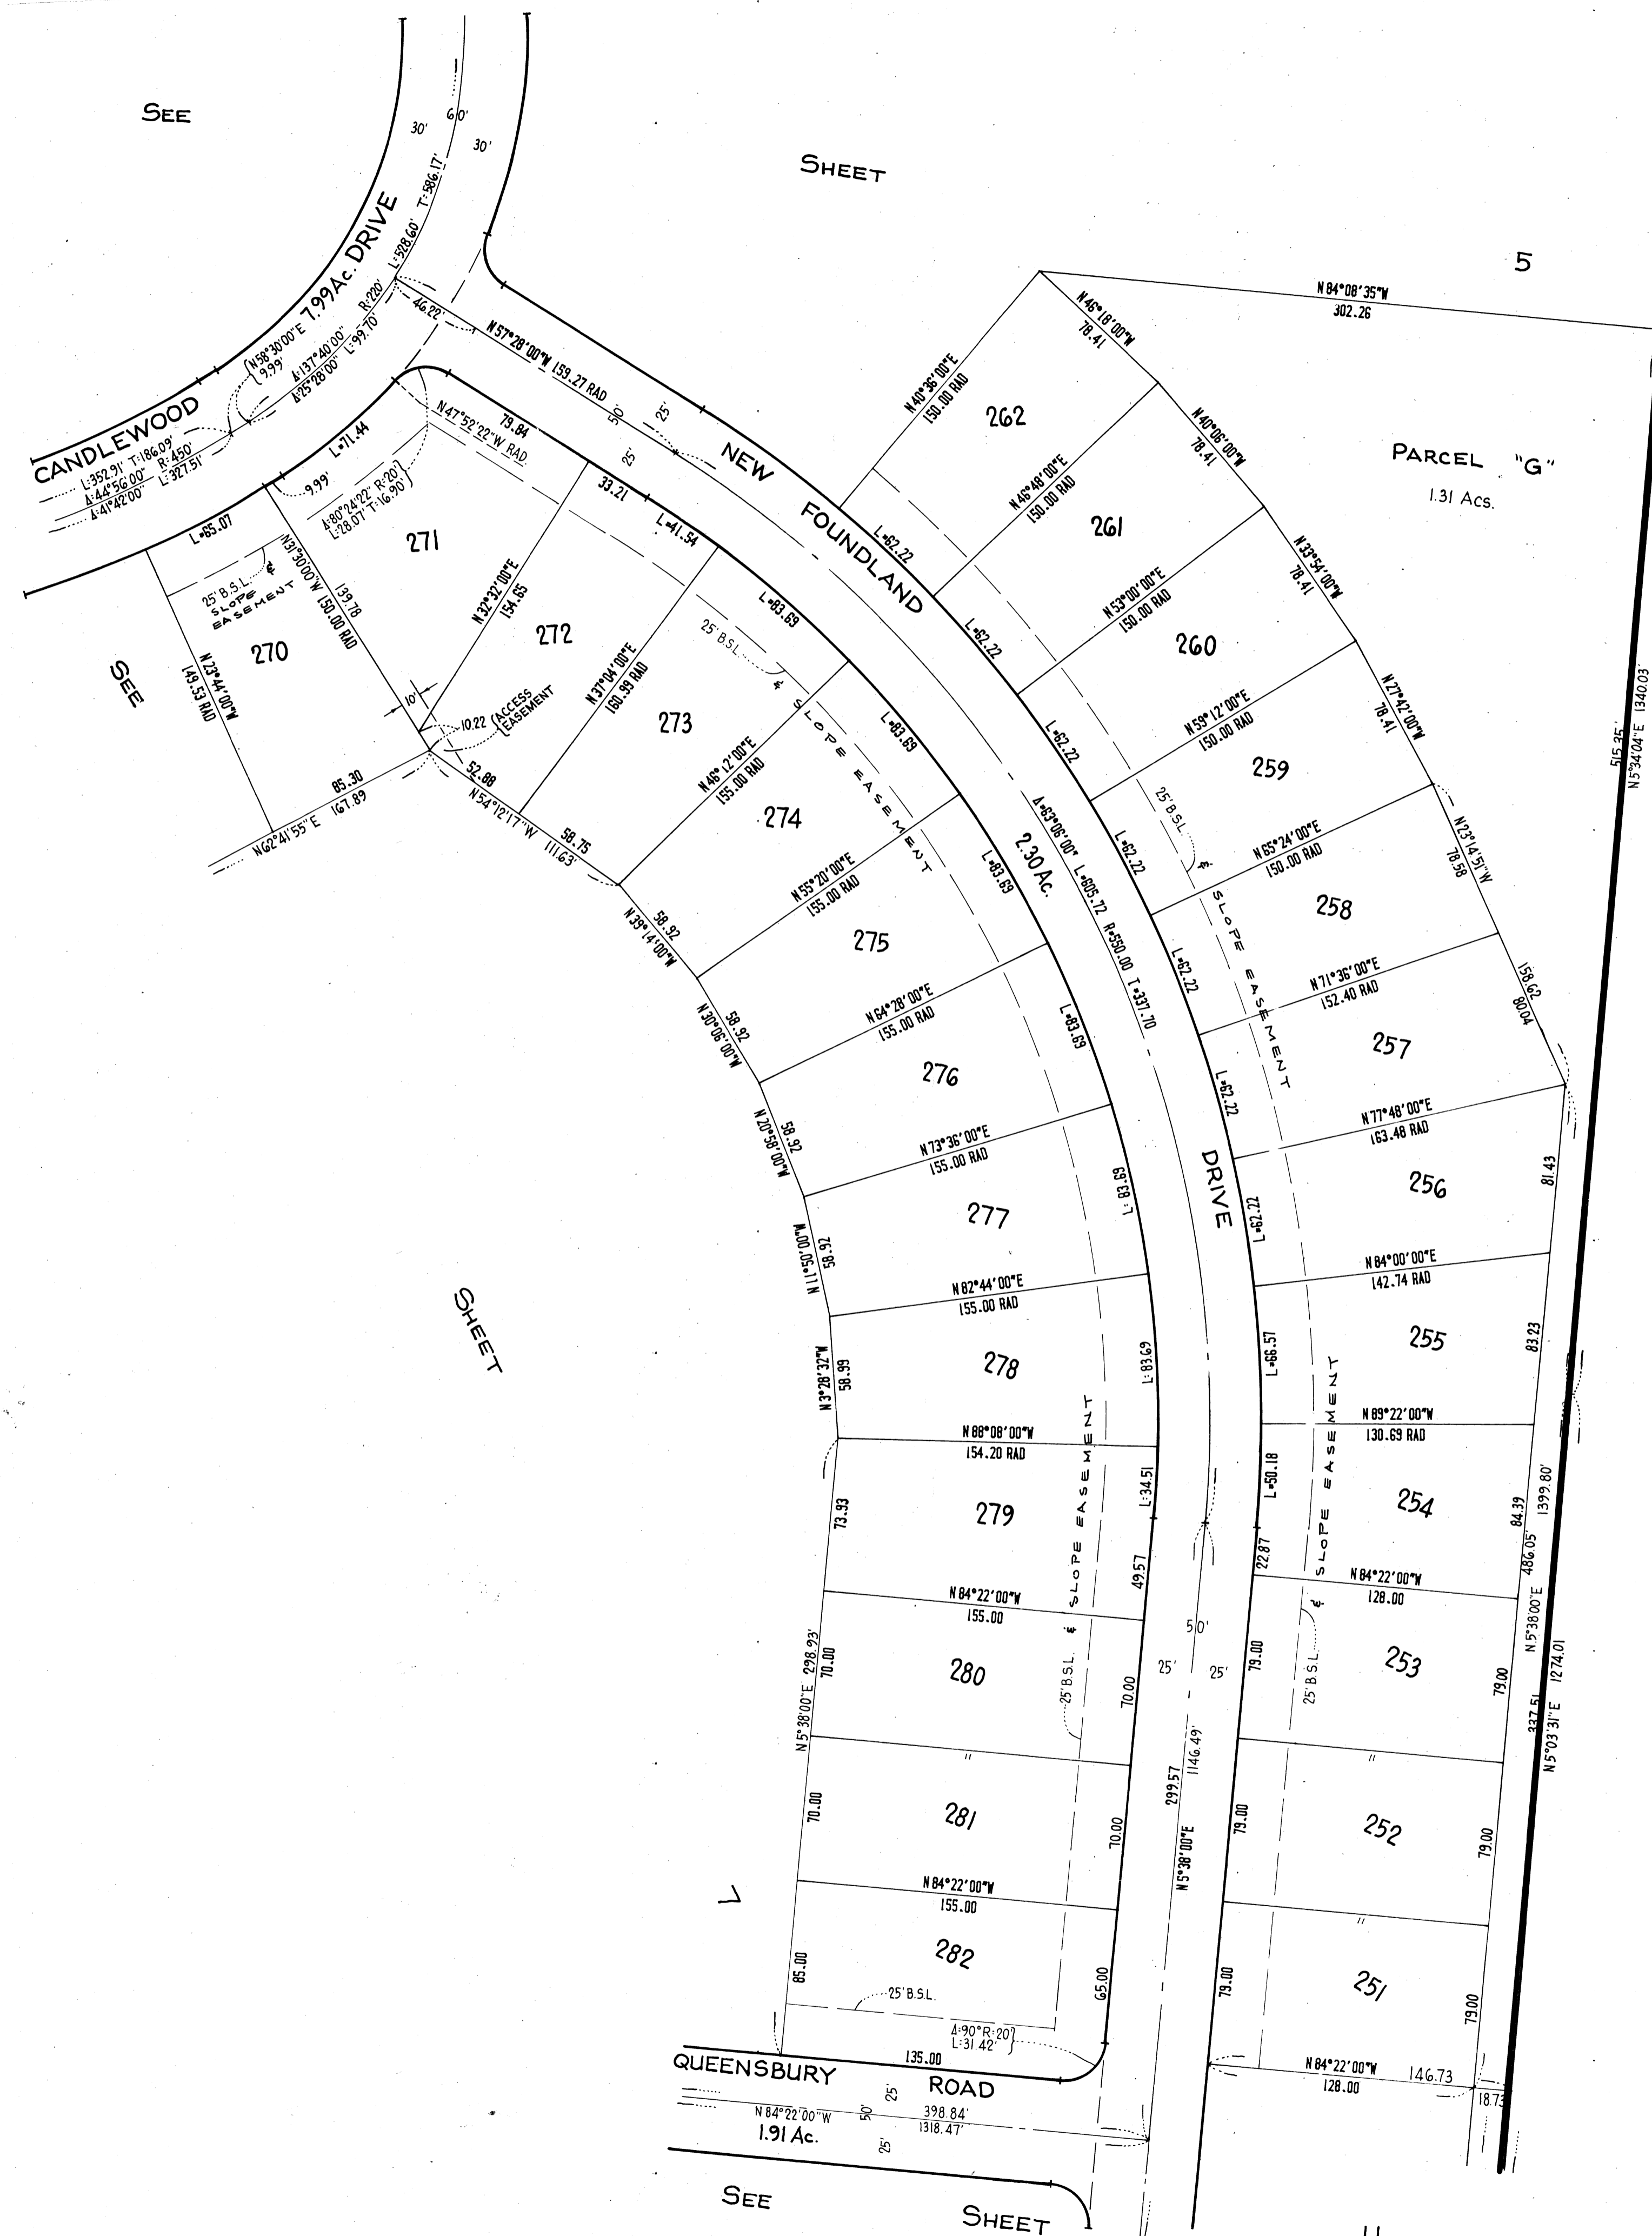 SEE
SHEET
5
60'
30'
30'
CANDLEWOOD 7.99 Ac. DRIVE
L=528.60' T=586.17'
Δ=137°40'00" R=220'
Δ=25°28'00" L=99.70'
N58°30'00"E
9.99'
L=352.91' T=186.09'
Δ=44°56'00" R=450'
Δ=41°42'00" L=327.51'
46.22'
N57°28'00"W 159.27 RAD
50'
25'
25'
NEW FOUNDLAND DRIVE
2.30 Ac.
Δ=63°06'00" L=605.72 R=550.00 T=337.70
N84°08'35"W
302.26
PARCEL "G"
1.31 Acs.
N46°18'00"W
78.41
N40°36'00"E
150.00 RAD
262
L=62.22
N46°48'00"E
150.00 RAD
N40°06'00"W
78.41
261
L=62.22
N53°00'00"E
150.00 RAD
N33°54'00"W
78.41
260
L=62.22
N59°12'00"E
150.00 RAD
N27°42'00"W
78.41
259
L=62.22
25' B.S.L. & SLOPE EASEMENT
N65°24'00"E
150.00 RAD
N23°14'51"W
78.58
258
L=62.22
N71°36'00"E
152.40 RAD
158.62
80.04
257
L=62.22
N77°48'00"E
163.48 RAD
256
L=62.22
81.43
N84°00'00"E
142.74 RAD
255
L=66.57
83.23
N89°22'00"W
130.69 RAD
254
L=50.18
22.87
84.39
SLOPE EASEMENT
& SLOPE EASEMENT
25' B.S.L.
N84°22'00"W
128.00
253
79.00
79.00
"
252
79.00
79.00
"
251
79.00
79.00
N84°22'00"W 146.73
128.00
18.73
515.35'
N5°34'04"E 1340.03'
486.05' 1399.80'
N5°38'00"E
337.51
N5°03'31"E 1274.01
L=71.44
9.99'
L=65.07
N47°52'22"W RAD.
79.84
Δ=80°24'22" R=20'
L=28.07' T=16.90'
271
N31°30'00"W 150.00 RAD
139.78
25' B.S.L. &
SLOPE
EASEMENT
270
N23°44'00"W
149.53 RAD
SEE
85.30
N62°41'55"E 167.89
10'
10.22 (ACCESS
EASEMENT
N32°32'00"E
154.65
33.21
L=41.54
272
52.88
N54°12'17"W 111.63'
58.75
N37°04'00"E
160.99 RAD
L=83.69
273
25' B.S.L. & SLOPE EASEMENT
N46°12'00"E
155.00 RAD
L=83.69
274
58.92
N39°14'00"W
N55°20'00"E
155.00 RAD
L=83.69
275
58.92
N30°06'00"W
N64°28'00"E
155.00 RAD
L=83.69
276
58.92
N20°58'00"W
N73°36'00"E
155.00 RAD
L=83.69
277
58.92
N11°50'00"W
N82°44'00"E
155.00 RAD
L=83.69
278
58.99
N3°28'32"W
N88°08'00"W
154.20 RAD
L=34.51
279
73.93
49.57
& SLOPE EASEMENT
25' B.S.L.
N84°22'00"W
155.00
280
70.00
N5°38'00"E 298.93'
70.00
50'
25'
25'
"
281
70.00
70.00
299.57
1146.49'
N5°38'00"E
N84°22'00"W
155.00
282
85.00
65.00
25' B.S.L.
Δ=90° R=20'
L=31.42'
135.00
QUEENSBURY ROAD
N84°22'00"W
398.84'
1318.47'
50'
25'
25'
1.91 Ac.
SHEET
7
SEE
SHEET